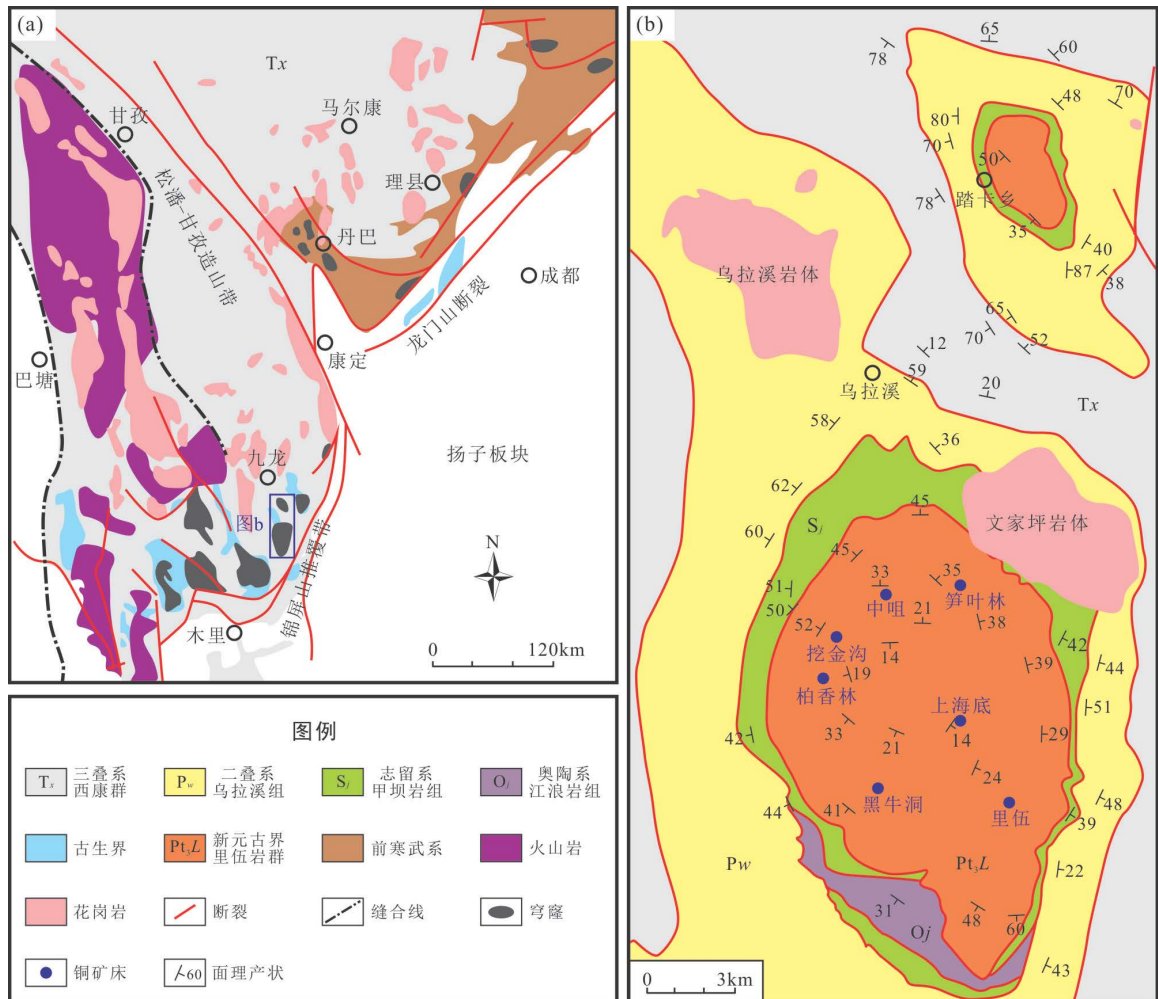 (a)
Tx
甘孜
马尔康
理县
松潘-甘孜造山带
丹巴
成都
龙门山断裂
康定
巴塘
扬子板块
九龙
图b
锦屏山推覆带
N
木里
0 120km
图例
Tx 三叠系
西康群
Pw 二叠系
乌拉溪组
Sj 志留系
甲坝岩组
Oj 奥陶系
江浪岩组
古生界
Pt3L 新元古界
里伍岩群
前寒武系
火山岩
花岗岩
断裂
缝合线
穹窿
铜矿床
60 面理产状
(b)
65
78
60
70
48
80
70
50
踏卡乡
78
35
40
87
38
乌拉溪岩体
65
70
52
12
59
乌拉溪
20
Tx
58
36
62
45
文家坪岩体
Sj
60
45
33
35
51
中咀
笋叶林
50
21
38
52
挖金沟
14
42
39
44
19
柏香林
上海底
51
33
21
14
29
42
24
黑牛洞
里伍
48
44
41
39
Pw
Pt3L
22
31
48
60
Oj
43
0 3km